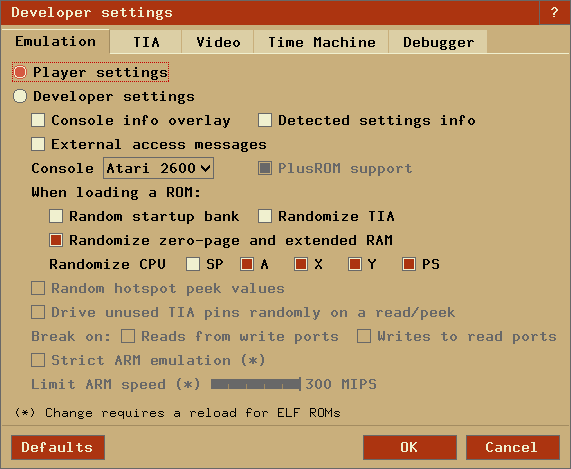 Developer settings ?
Emulation TIA Video Time Machine Debugger
Player settings
Developer settings
Console info overlay Detected settings info
External access messages
Console Atari 2600 PlusROM support
When loading a ROM:
Random startup bank Randomize TIA
Randomize zero-page and extended RAM
Randomize CPU SP A X Y PS
Random hotspot peek values
Drive unused TIA pins randomly on a read/peek
Break on: Reads from write ports Writes to read ports
Strict ARM emulation (*)
Limit ARM speed (*) 300 MIPS
(*) Change requires a reload for ELF ROMs
Defaults OK Cancel